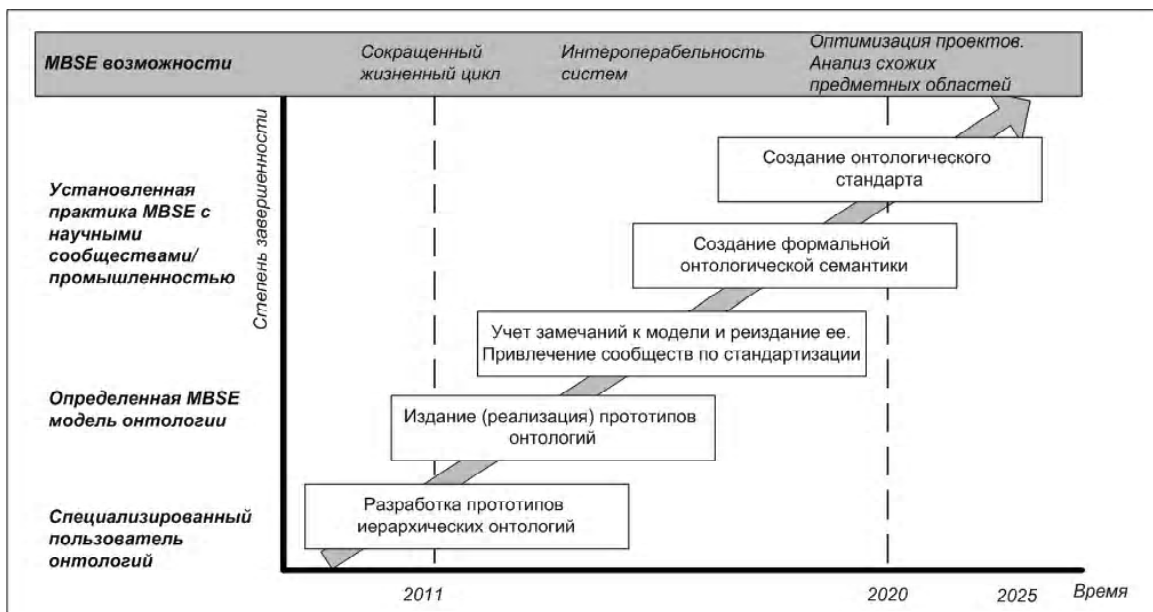 MBSE возможности
Сокращенный
жизненный цикл
Интероперабельность
систем
Оптимизация проектов.
Анализ схожих
предметных областей
Степень завершенности
Установленная
практика MBSE с
научными
сообществами/
промышленностью
Определенная MBSE
модель онтологии
Специализированный
пользователь
онтологий
Создание онтологического
стандарта
Создание формальной
онтологической семантики
Учет замечаний к модели и реиздание ее.
Привлечение сообществ по стандартизации
Издание (реализация) прототипов
онтологий
Разработка прототипов
иерархических онтологий
2011
2020
2025
Время